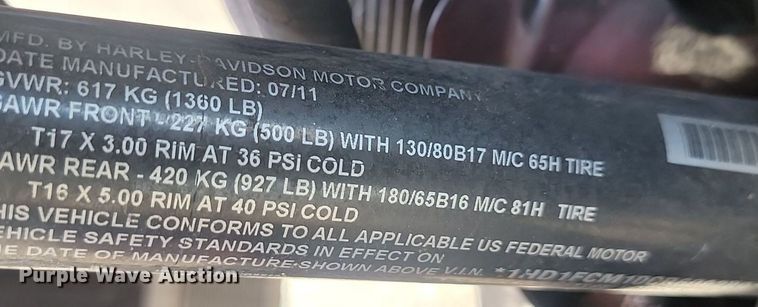 MFD. BY HARLEY-DAVIDSON MOTOR COMPANY
DATE MANUFACTURED: 07/11
GVWR: 617 KG (1360 LB)
GAWR FRONT - 227 KG (500 LB) WITH 130/80B17 M/C 65H TIRE
T17 X 3.00 RIM AT 36 PSI COLD
AWR REAR - 420 KG (927 LB) WITH 180/65B16 M/C 81H TIRE
T16 X 5.00 RIM AT 40 PSI COLD
HIS VEHICLE CONFORMS TO ALL APPLICABLE US FEDERAL MOTOR
VEHICLE SAFETY STANDARDS IN EFFECT ON
THE DATE OF MANUFACTURE SHOWN ABOVE V.I.N.
Purple Wave Auction